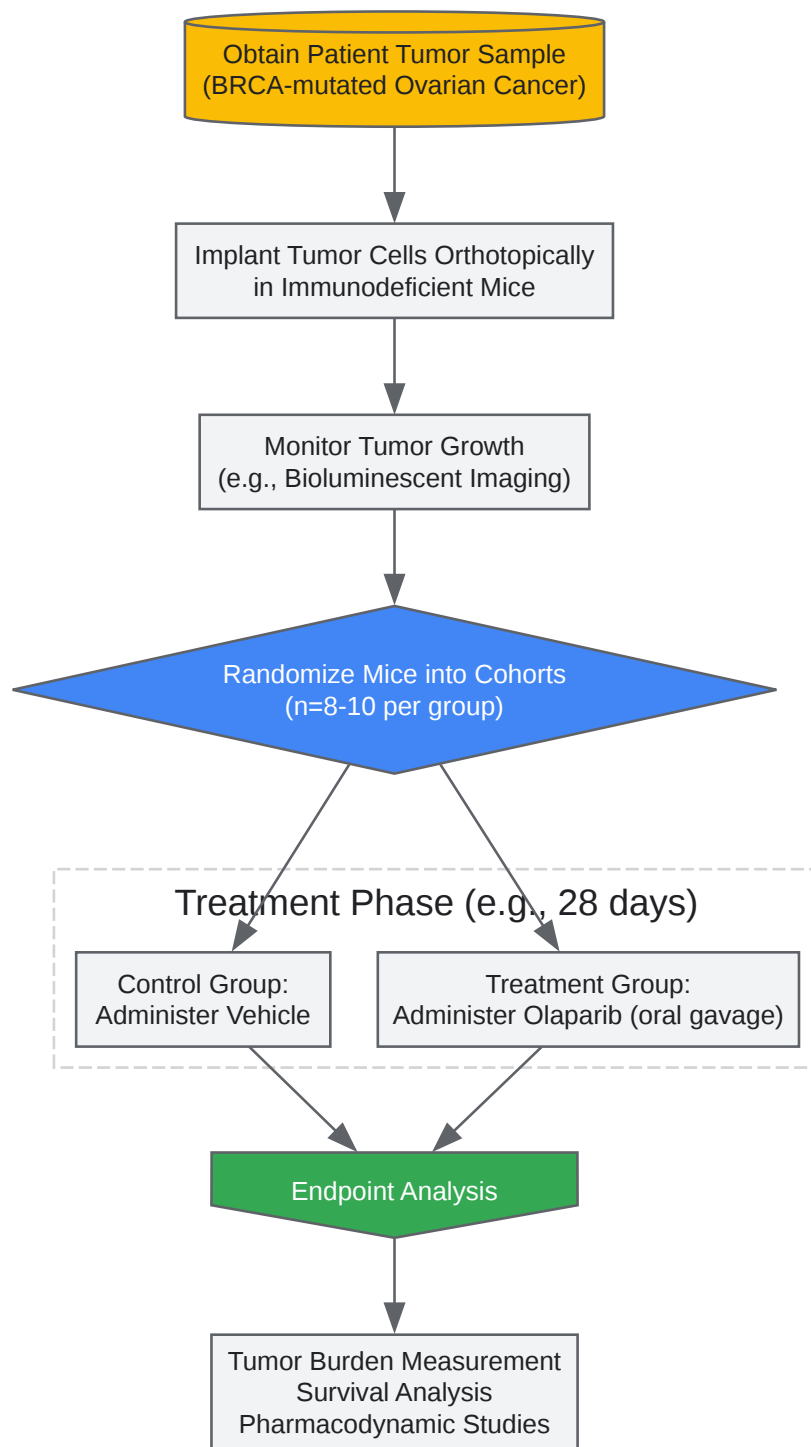 Obtain Patient Tumor Sample
(BRCA-mutated Ovarian Cancer)
Implant Tumor Cells Orthotopically
in Immunodeficient Mice
Monitor Tumor Growth
(e.g., Bioluminescent Imaging)
Randomize Mice into Cohorts
(n=8-10 per group)
Treatment Phase (e.g., 28 days)
Control Group:
Administer Vehicle
Treatment Group:
Administer Olaparib (oral gavage)
Endpoint Analysis
Tumor Burden Measurement
Survival Analysis
Pharmacodynamic Studies